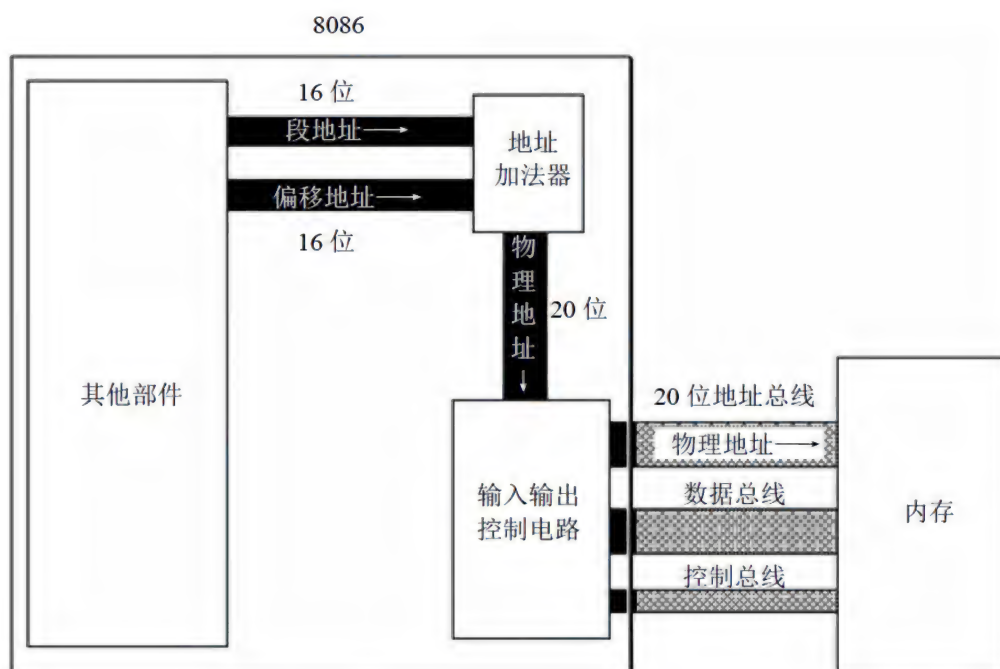 8086
16 位
段地址
偏移地址
16 位
地址
加法器
物理地址
20 位
其他部件
输入输出
控制电路
20 位地址总线
物理地址
数据总线
控制总线
内存